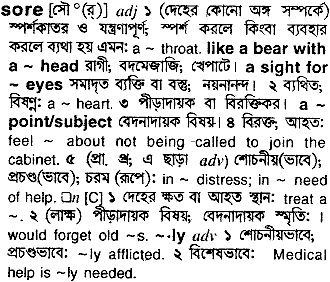 sore [সো° (র্)] adj ১ (দেহের কোনো অঙ্গ সম্পর্কে)
স্পর্শকাতর ও যন্ত্রণাপূর্ণ; স্পর্শ করলে কিংবা ব্যবহার
করলে ব্যথা হয় এমন: a ~ throat. like a bear with
a ~ head রাগী; বদমেজাজি; খেপাটে। a sight for
~ eyes সমাদৃত ব্যক্তি বা বস্তু; নয়নানন্দ। ২ ব্যথিত;
বিষণ্ন: a ~ heart. ৩ পীড়াদায়ক বা বিরক্তিকর। a ~
point/subject বেদনাদায়ক বিষয়। ৪ বিরক্ত; আহত:
feel ~ about not being called to join the
cabinet. ৫ (প্রা. প্র; এ ছাড়া adv) শোচনীয়(ভাবে);
প্রচণ্ড(ভাবে); চরম (রূপে): in ~ distress; in ~ need
of help. □n [C] ১ দেহের ক্ষত বা আহত স্থান: treat a
~. ২ (লাক্ষ) পীড়াদায়ক বিষয়; বেদনাদায়ক স্মৃতি: I
would forget old ~s. ~·ly adv ১ শোচনীয়ভাবে;
প্রচণ্ডভাবে: ~ly afflicted. ২ বিশেষভাবে: Medical
help is ~ly needed.